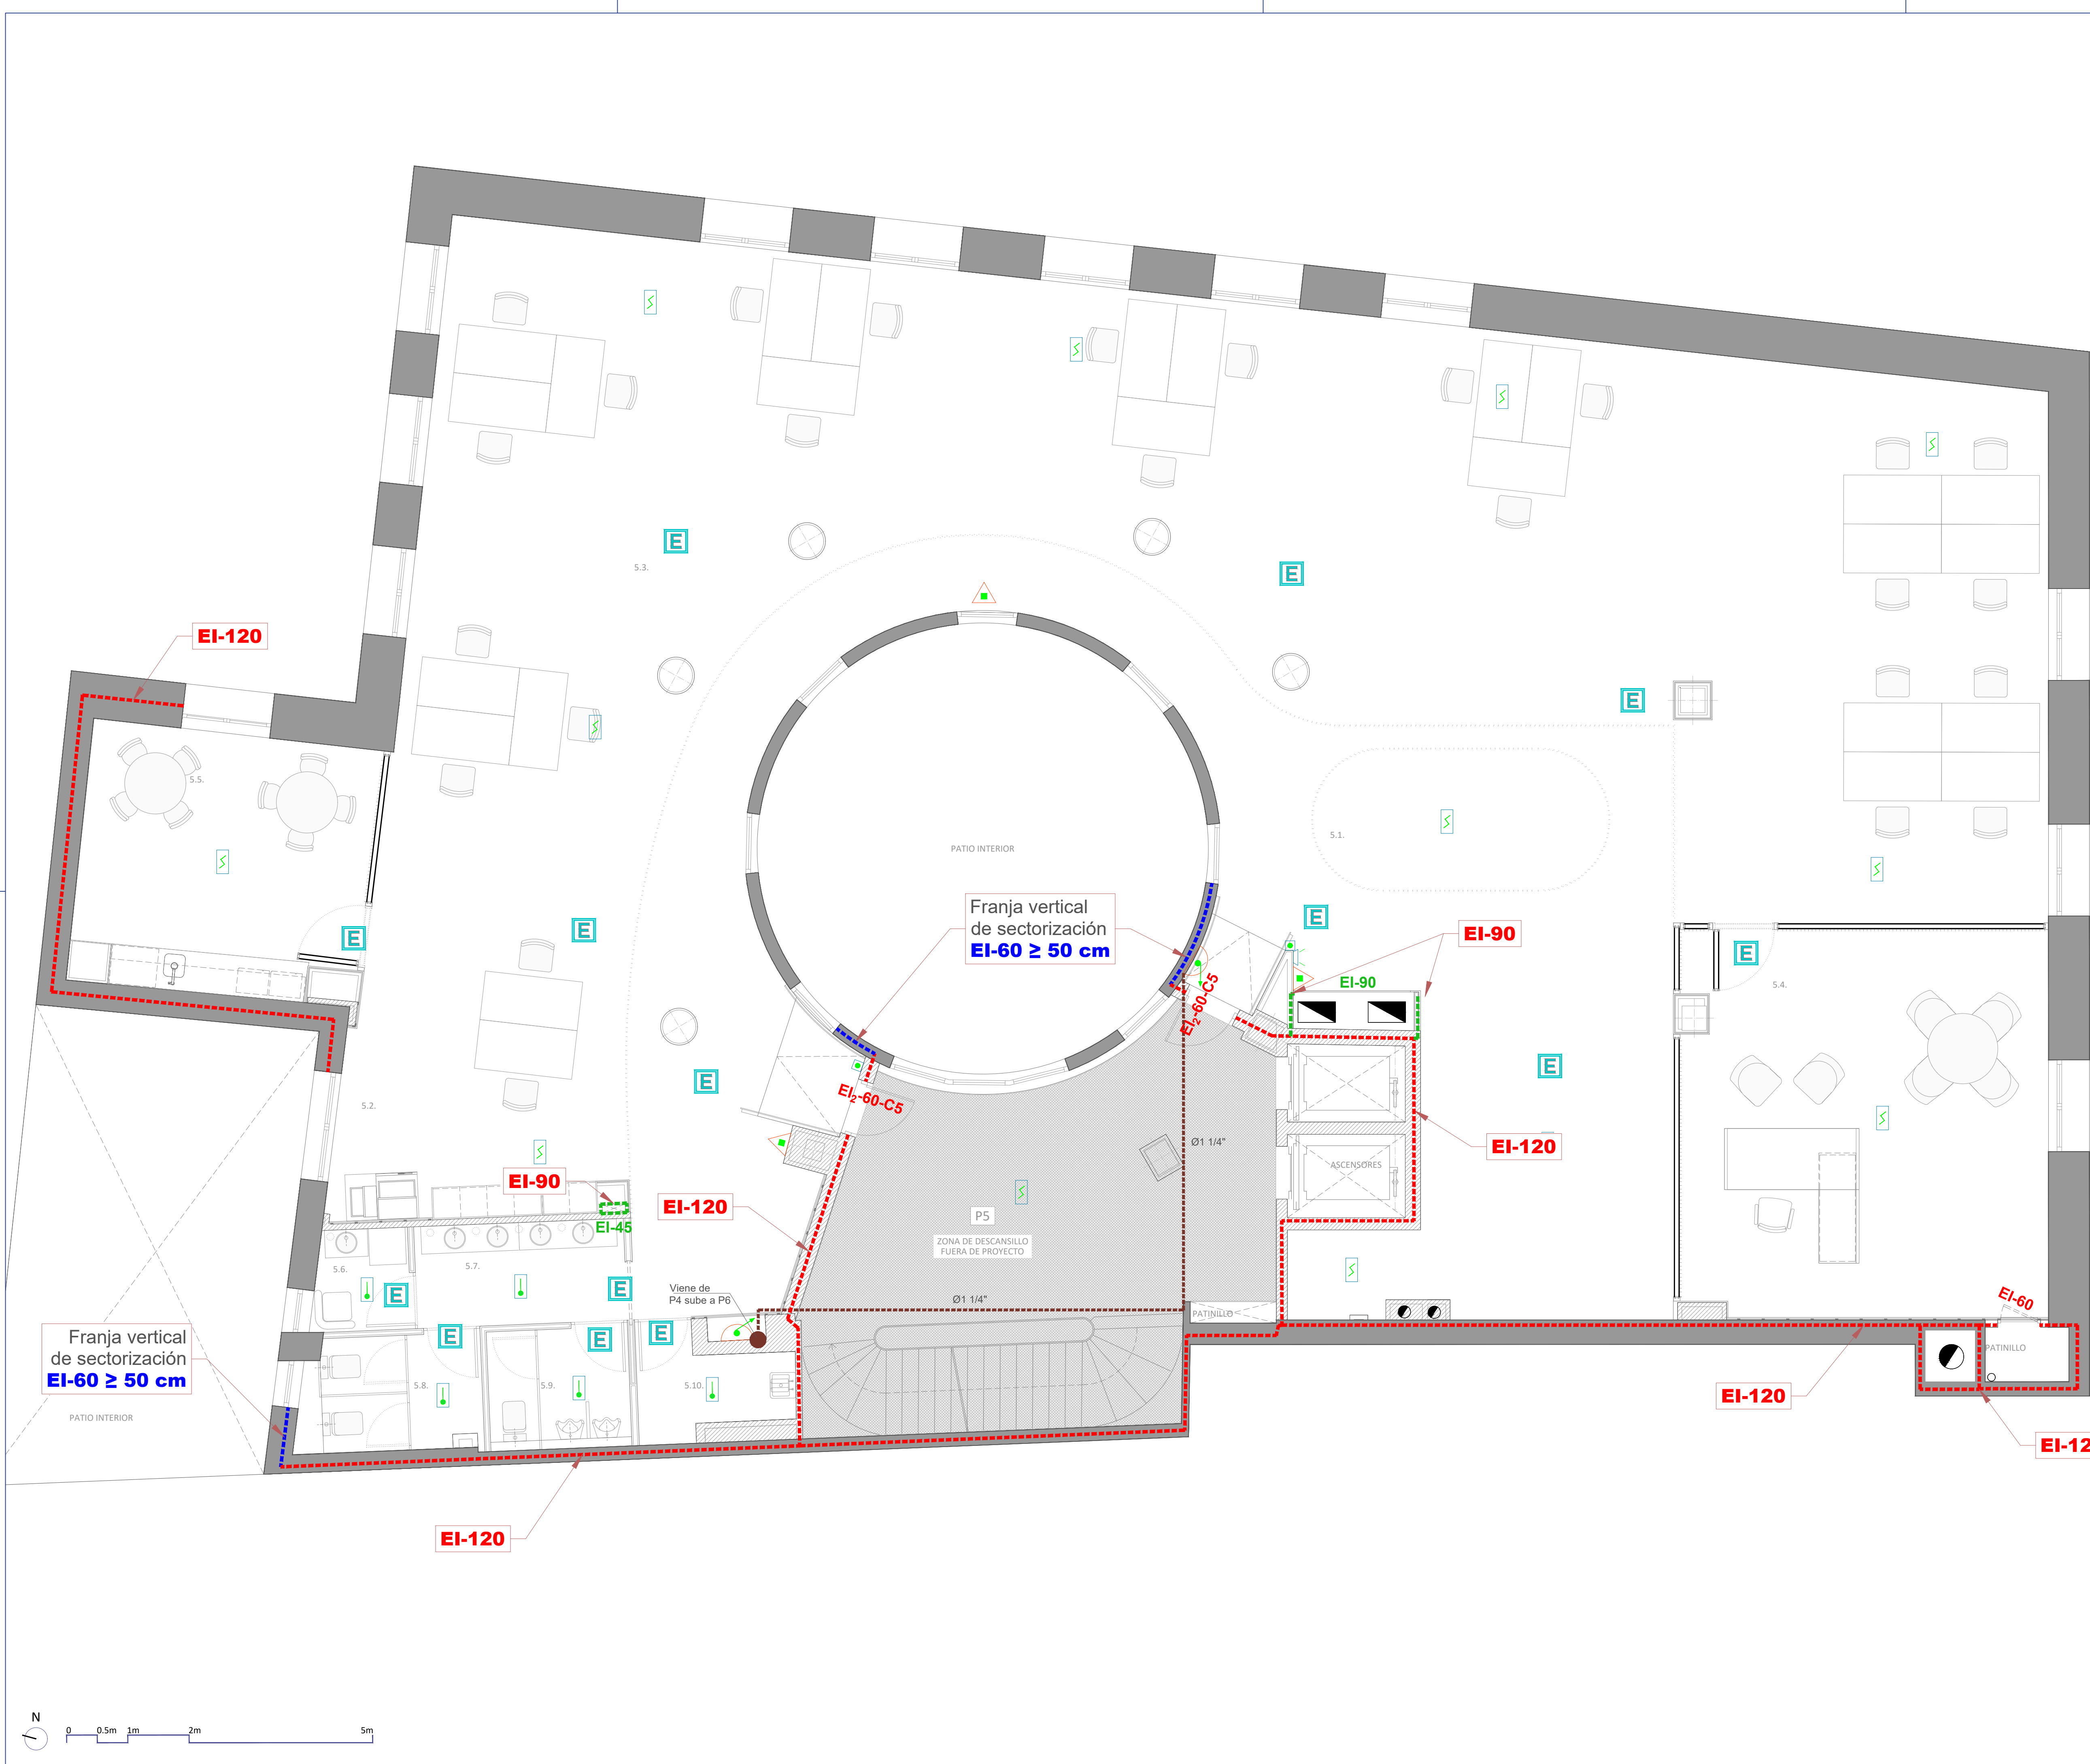 EI-120
E
E
5.3.
E
5.5.
PATIO INTERIOR
5.1.
Franja vertical
de sectorización
EI-60 ≥ 50 cm
E
E
E
E
EI-90
EI-90
5.4.
EI₂-60-C5
E
E
EI₂-60-C5
5.2.
Ø1 1/4"
EI-120
ASCENSORES
EI-90
EI-120
EI-45
P5
ZONA DE DESCANSILLO
FUERA DE PROYECTO
5.6.
5.7.
E
E
Viene de
P4 sube a P6
Ø1 1/4"
PATINILLO
EI-60
PATINILLO
Franja vertical
de sectorización
EI-60 ≥ 50 cm
E
E
E
5.8.
5.9.
5.10.
EI-120
PATIO INTERIOR
EI-12
EI-120
N
0 0.5m 1m 2m 5m